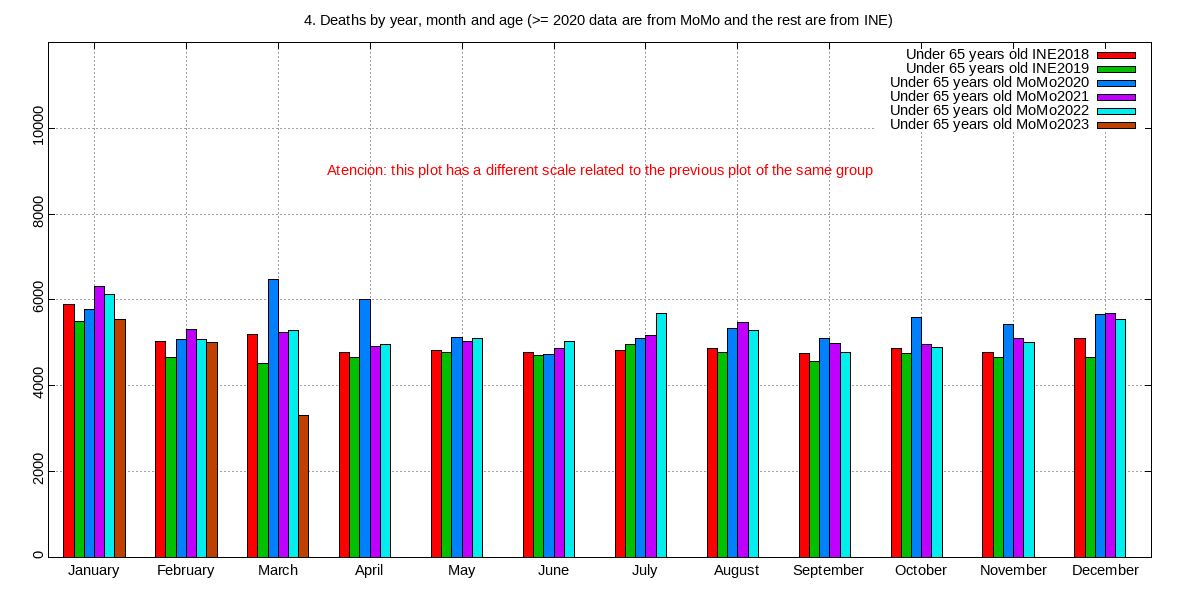 4. Deaths by year, month and age (>= 2020 data are from MoMo and the rest are from INE)
Under 65 years old INE2018
Under 65 years old INE2019
Under 65 years old MoMo2020
Under 65 years old MoMo2021
Under 65 years old MoMo2022
Under 65 years old MoMo2023
Atencion: this plot has a different scale related to the previous plot of the same group
10000
8000
6000
4000
2000
0
January February March April May June July August September October November December